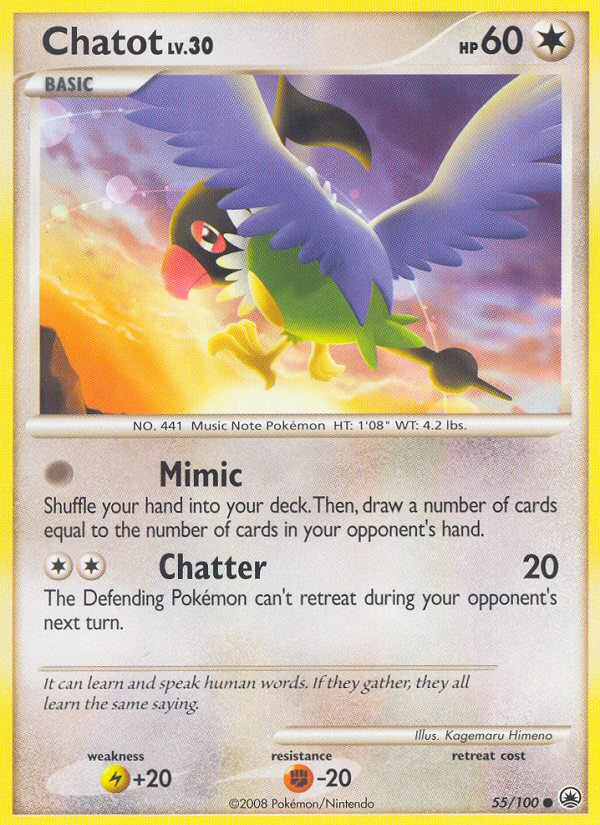 Chatot LV.30 HP 60
BASIC
NO. 441 Music Note Pokémon HT: 1'08" WT: 4.2 lbs.
Mimic
Shuffle your hand into your deck. Then, draw a number of cards
equal to the number of cards in your opponent's hand.
Chatter 20
The Defending Pokémon can't retreat during your opponent's
next turn.
It can learn and speak human words. If they gather, they all
learn the same saying.
Illus. Kagemaru Himeno
weakness resistance retreat cost
+20 -20
©2008 Pokémon/Nintendo 55/100